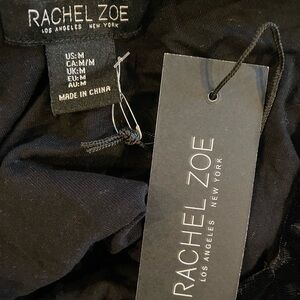 RACHEL ZOE
LOS ANGELES NEW YORK
US:M
CA:M/M
UK:M
EU:M
AU:M
MADE IN CHINA
RACHEL ZOE
LOS ANGELES NEW YORK